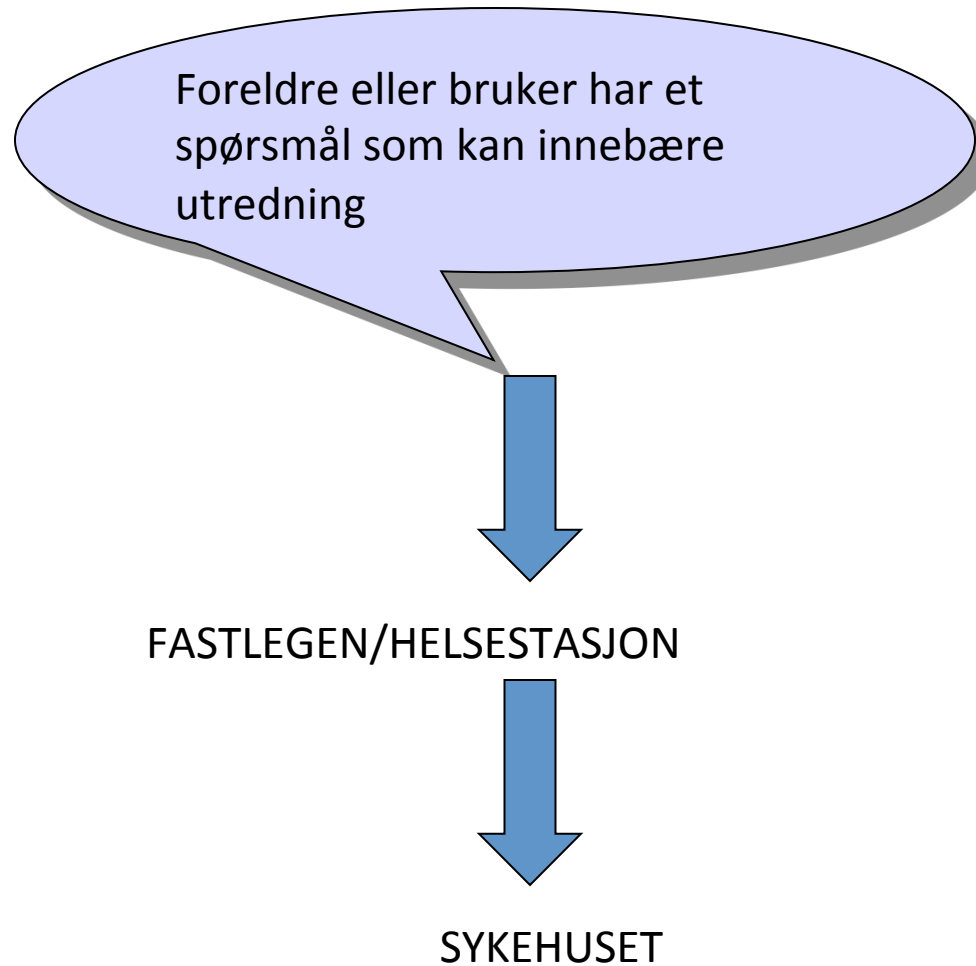 Foreldre eller bruker har et
spørsmål som kan innebære
utredning
FASTLEGEN/HELSESTASJON
SYKEHUSET